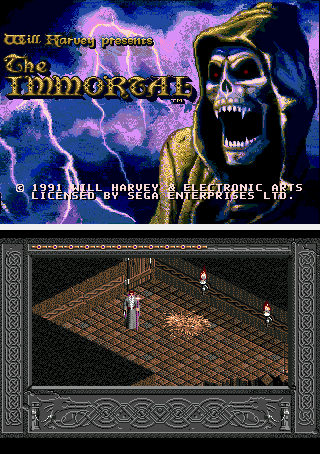 Will Harvey presents
The
IMMORTAL
TM
© 1991 WILL HARVEY & ELECTRONIC ARTS
LICENSED BY SEGA ENTERPRISES LTD.